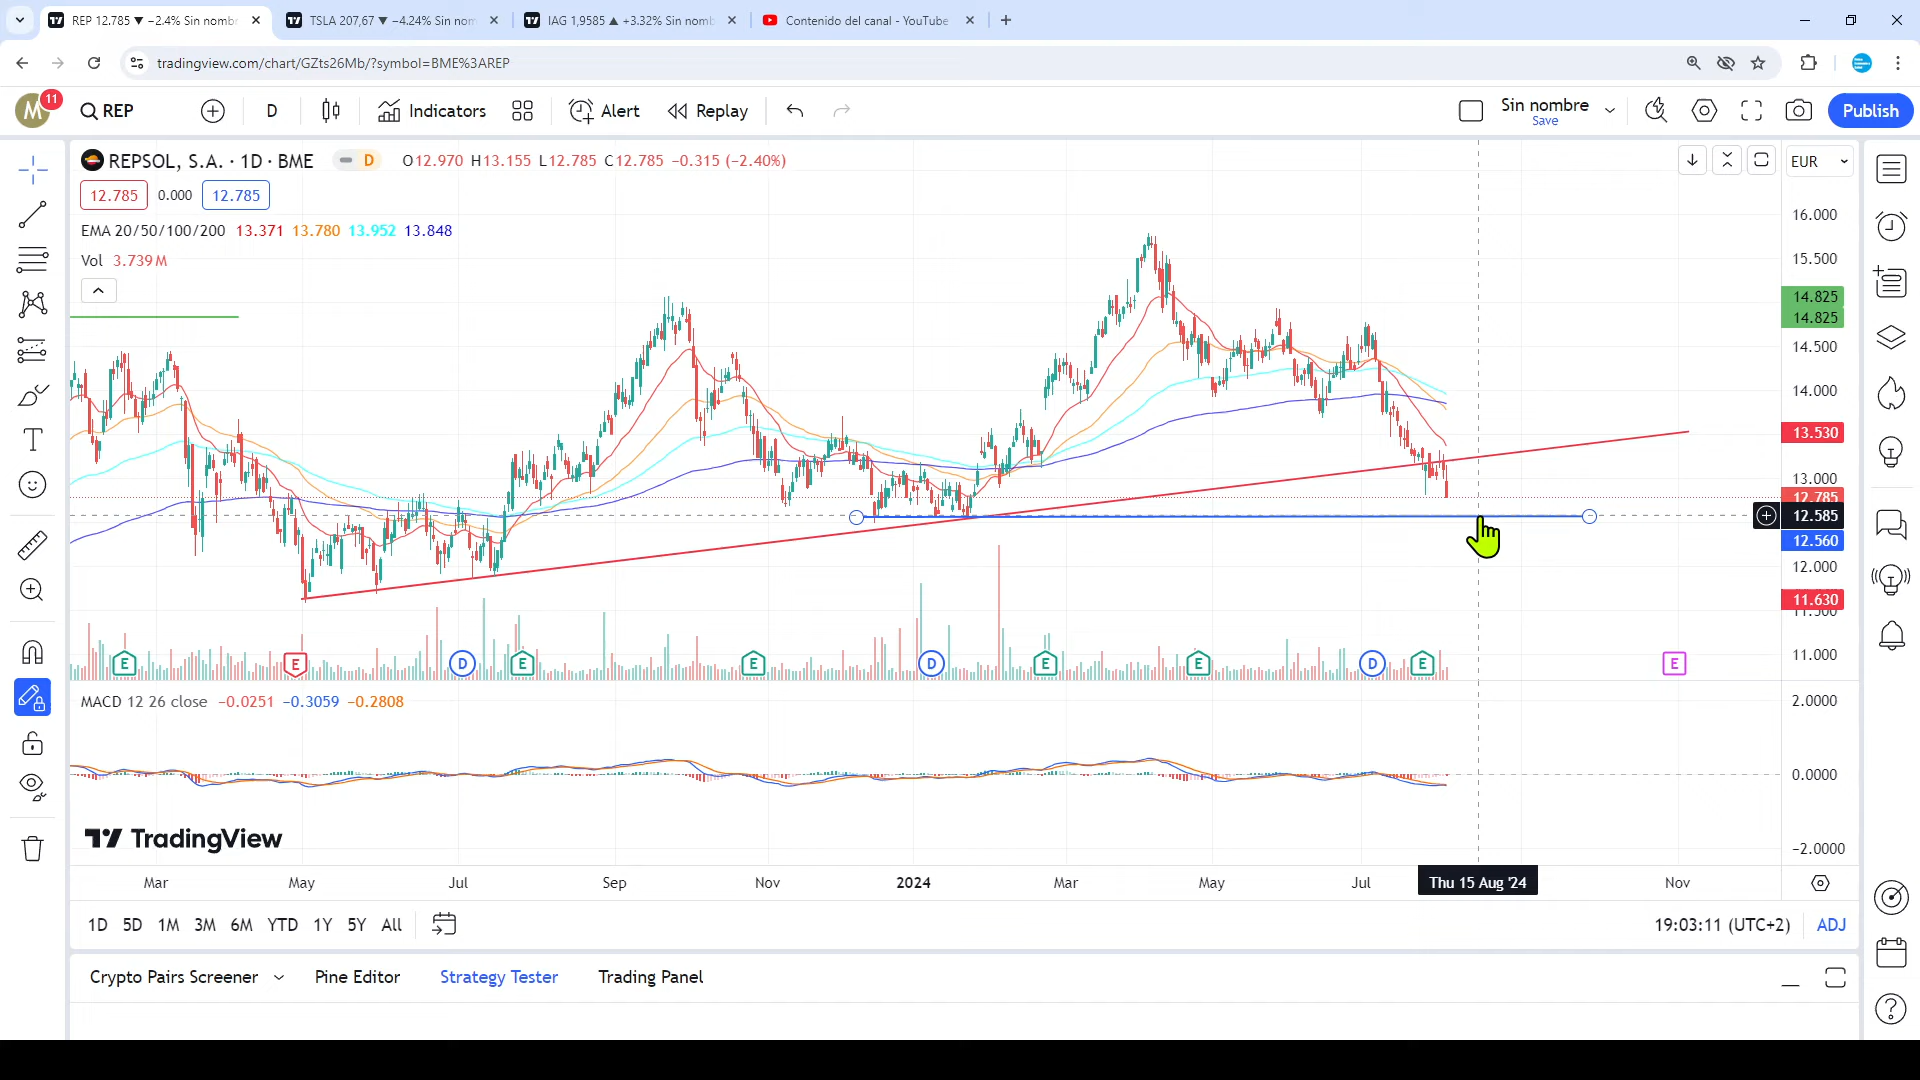 REP 12.785 ▼ −2.4% Sin nombr
TSLA 207,67 ▼ −4.24% Sin nom
IAG 1,9585 ▲ +3.32% Sin nomb
Contenido del canal - YouTube
tradingview.com/chart/GZts26Mb/?symbol=BME%3AREP
M
11
REP
D
Indicators
Alert
Replay
Sin nombre
Save
Publish
REPSOL, S.A. · 1D · BME
D
O12.970 H13.155 L12.785 C12.785 −0.315 (−2.40%)
EUR
12.785
0.000
12.785
EMA 20/50/100/200 13.371 13.780 13.952 13.848
Vol 3.739 M
16.000
15.500
14.825
14.825
14.500
14.000
13.530
13.000
12.785
12.585
12.560
12.000
11.630
11.500
11.000
E
E
D
E
E
D
E
E
D
E
E
MACD 12 26 close −0.0251 −0.3059 −0.2808
2.0000
0.0000
−2.0000
TradingView
Mar
May
Jul
Sep
Nov
2024
Mar
May
Jul
Thu 15 Aug '24
Nov
1D 5D 1M 3M 6M YTD 1Y 5Y All
19:03:11 (UTC+2)
ADJ
Crypto Pairs Screener
Pine Editor
Strategy Tester
Trading Panel